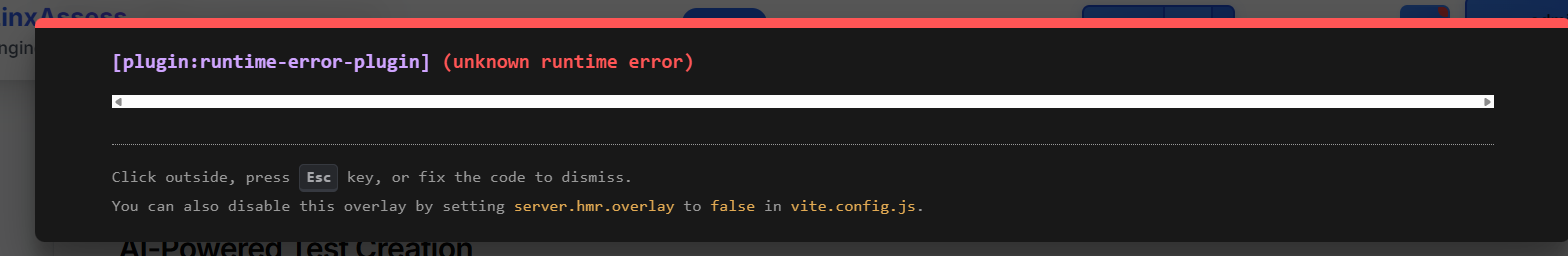 inxAssess
[plugin:runtime-error-plugin] (unknown runtime error)
Click outside, press Esc key, or fix the code to dismiss.
You can also disable this overlay by setting server.hmr.overlay to false in vite.config.js.
AI-Powered Test Creation